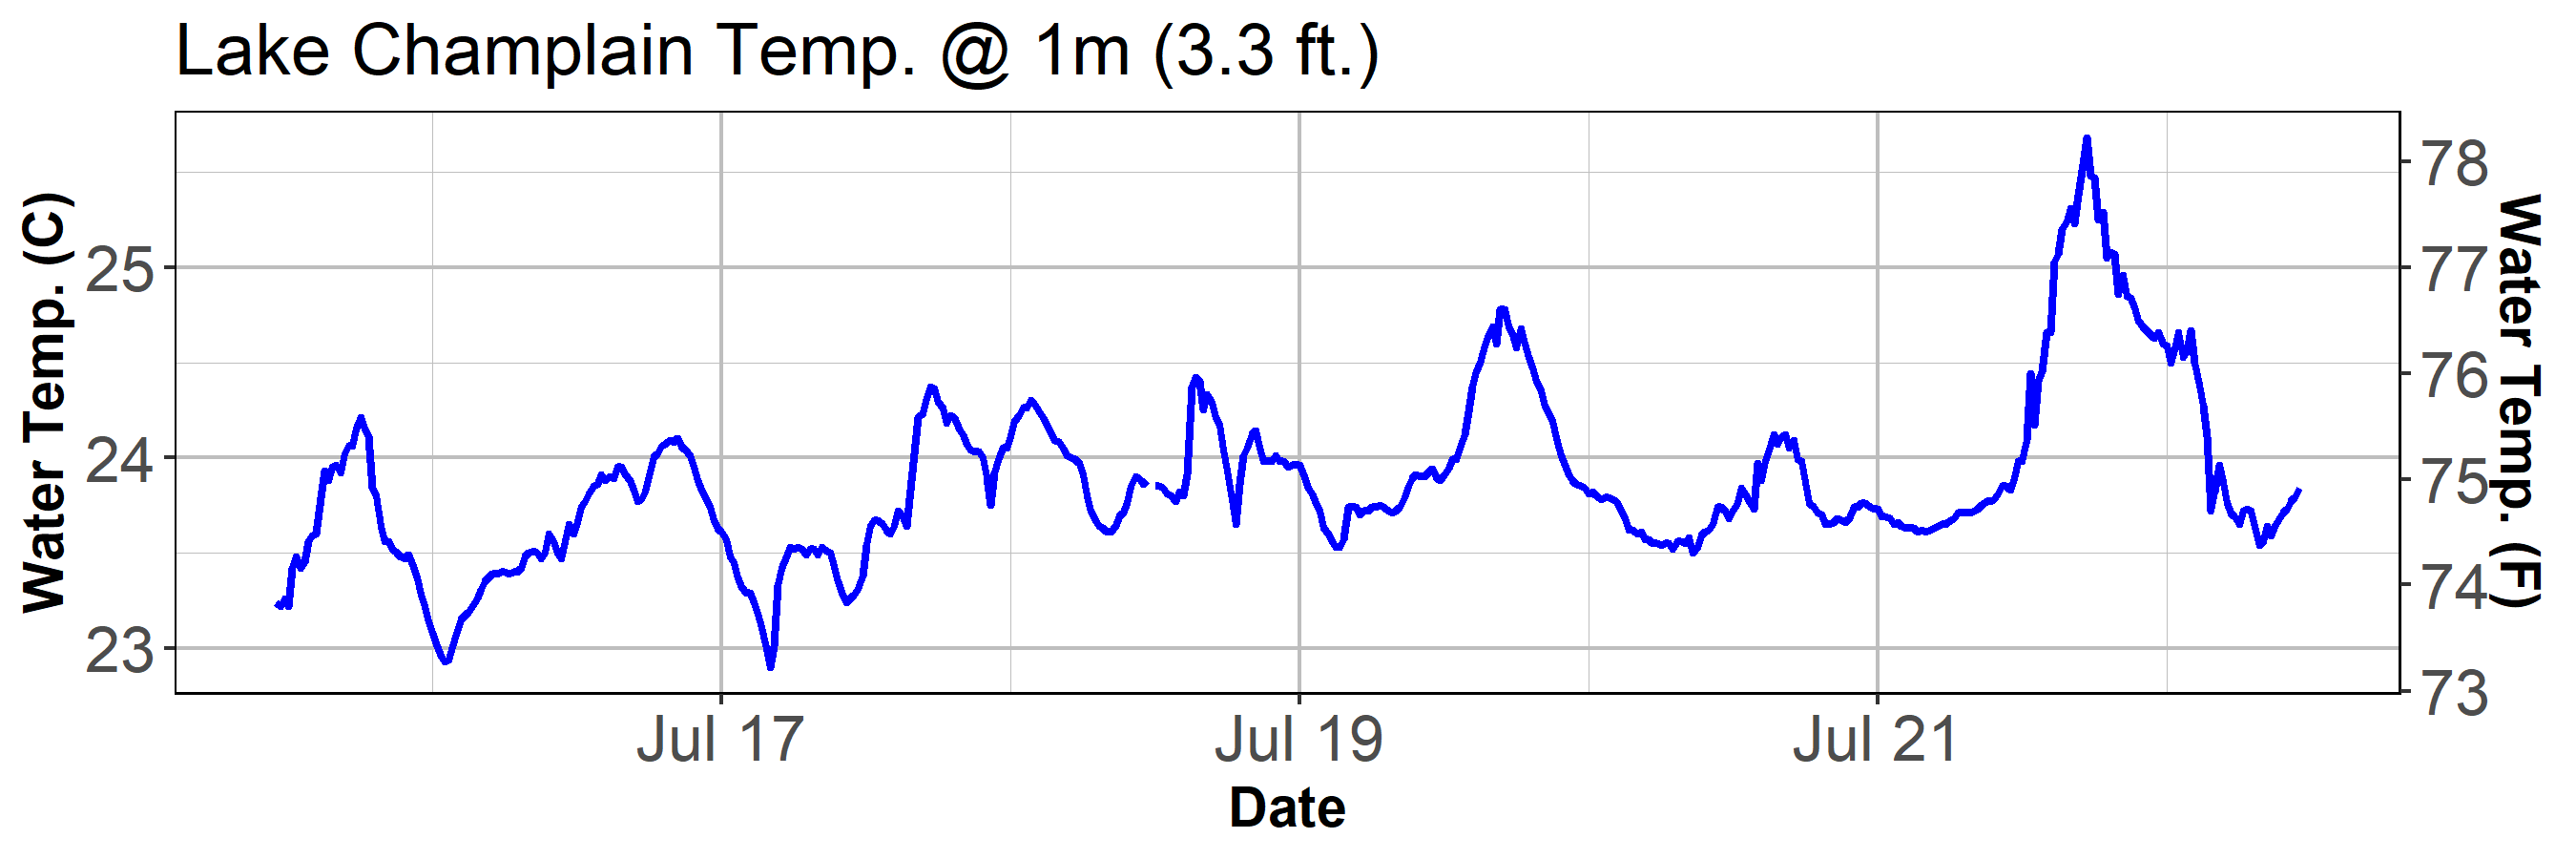 Lake Champlain Temp. @ 1m (3.3 ft.)
Water Temp. (C)
25
24
23
78
77
76
75
74
73
Water Temp. (F)
Jul 17
Jul 19
Jul 21
Date